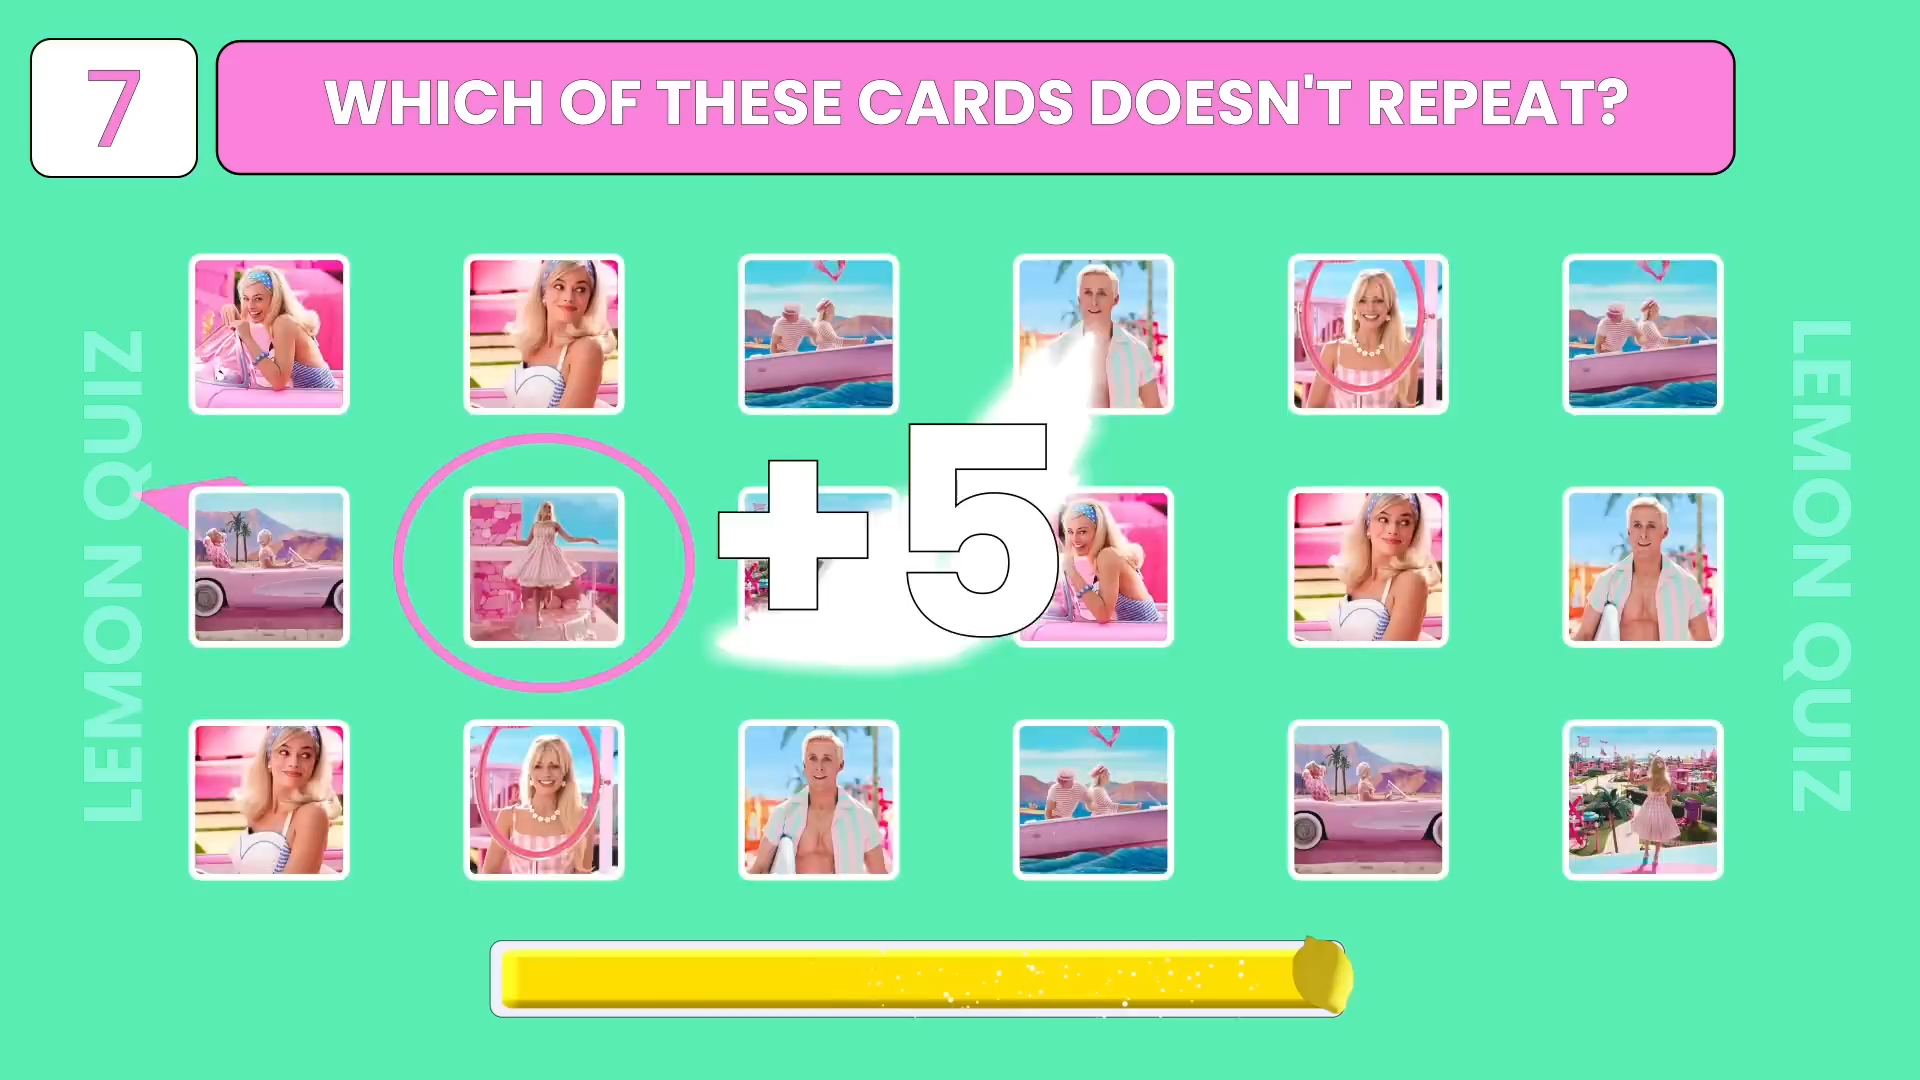 7
WHICH OF THESE CARDS DOESN'T REPEAT?
LEMON QUIZ
+5
LEMON QUIZ